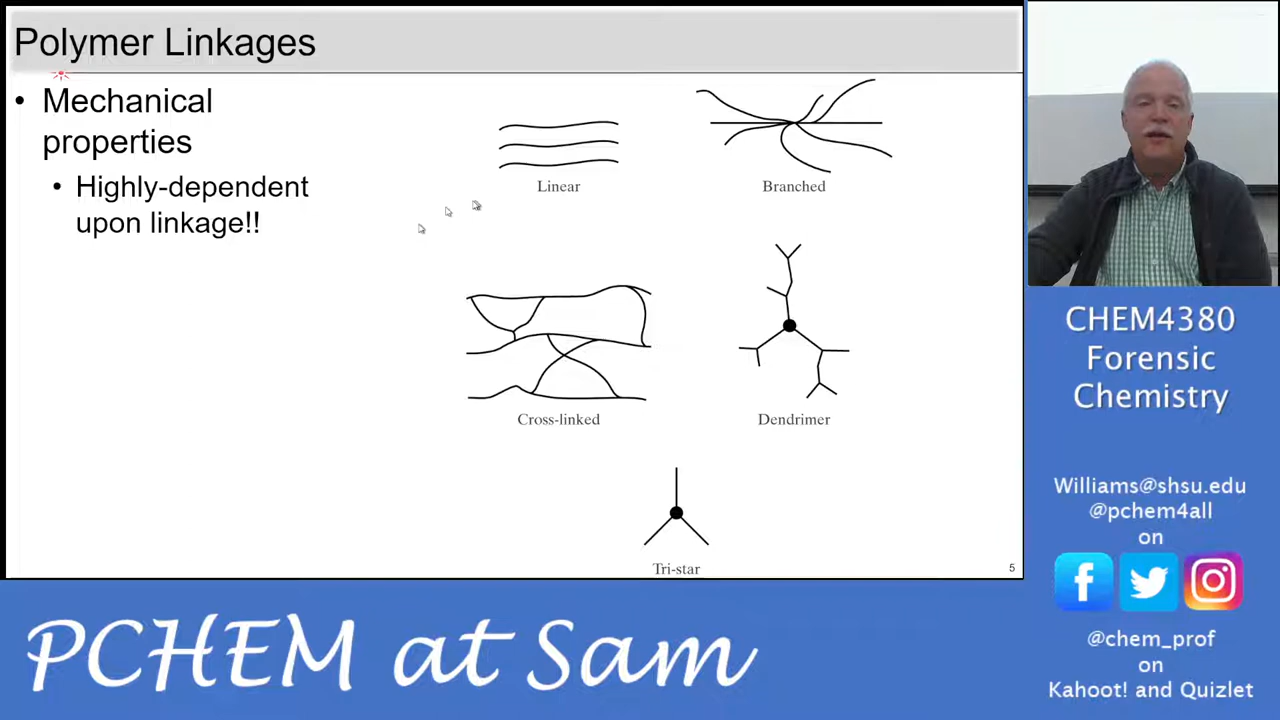 Polymer Linkages
• Mechanical
properties
• Highly-dependent
upon linkage!!
Linear
Branched
Cross-linked
Dendrimer
Tri-star
5
CHEM4380
Forensic
Chemistry
Williams@shsu.edu
@pchem4all
on
@chem_prof
on
Kahoot! and Quizlet
PCHEM at Sam